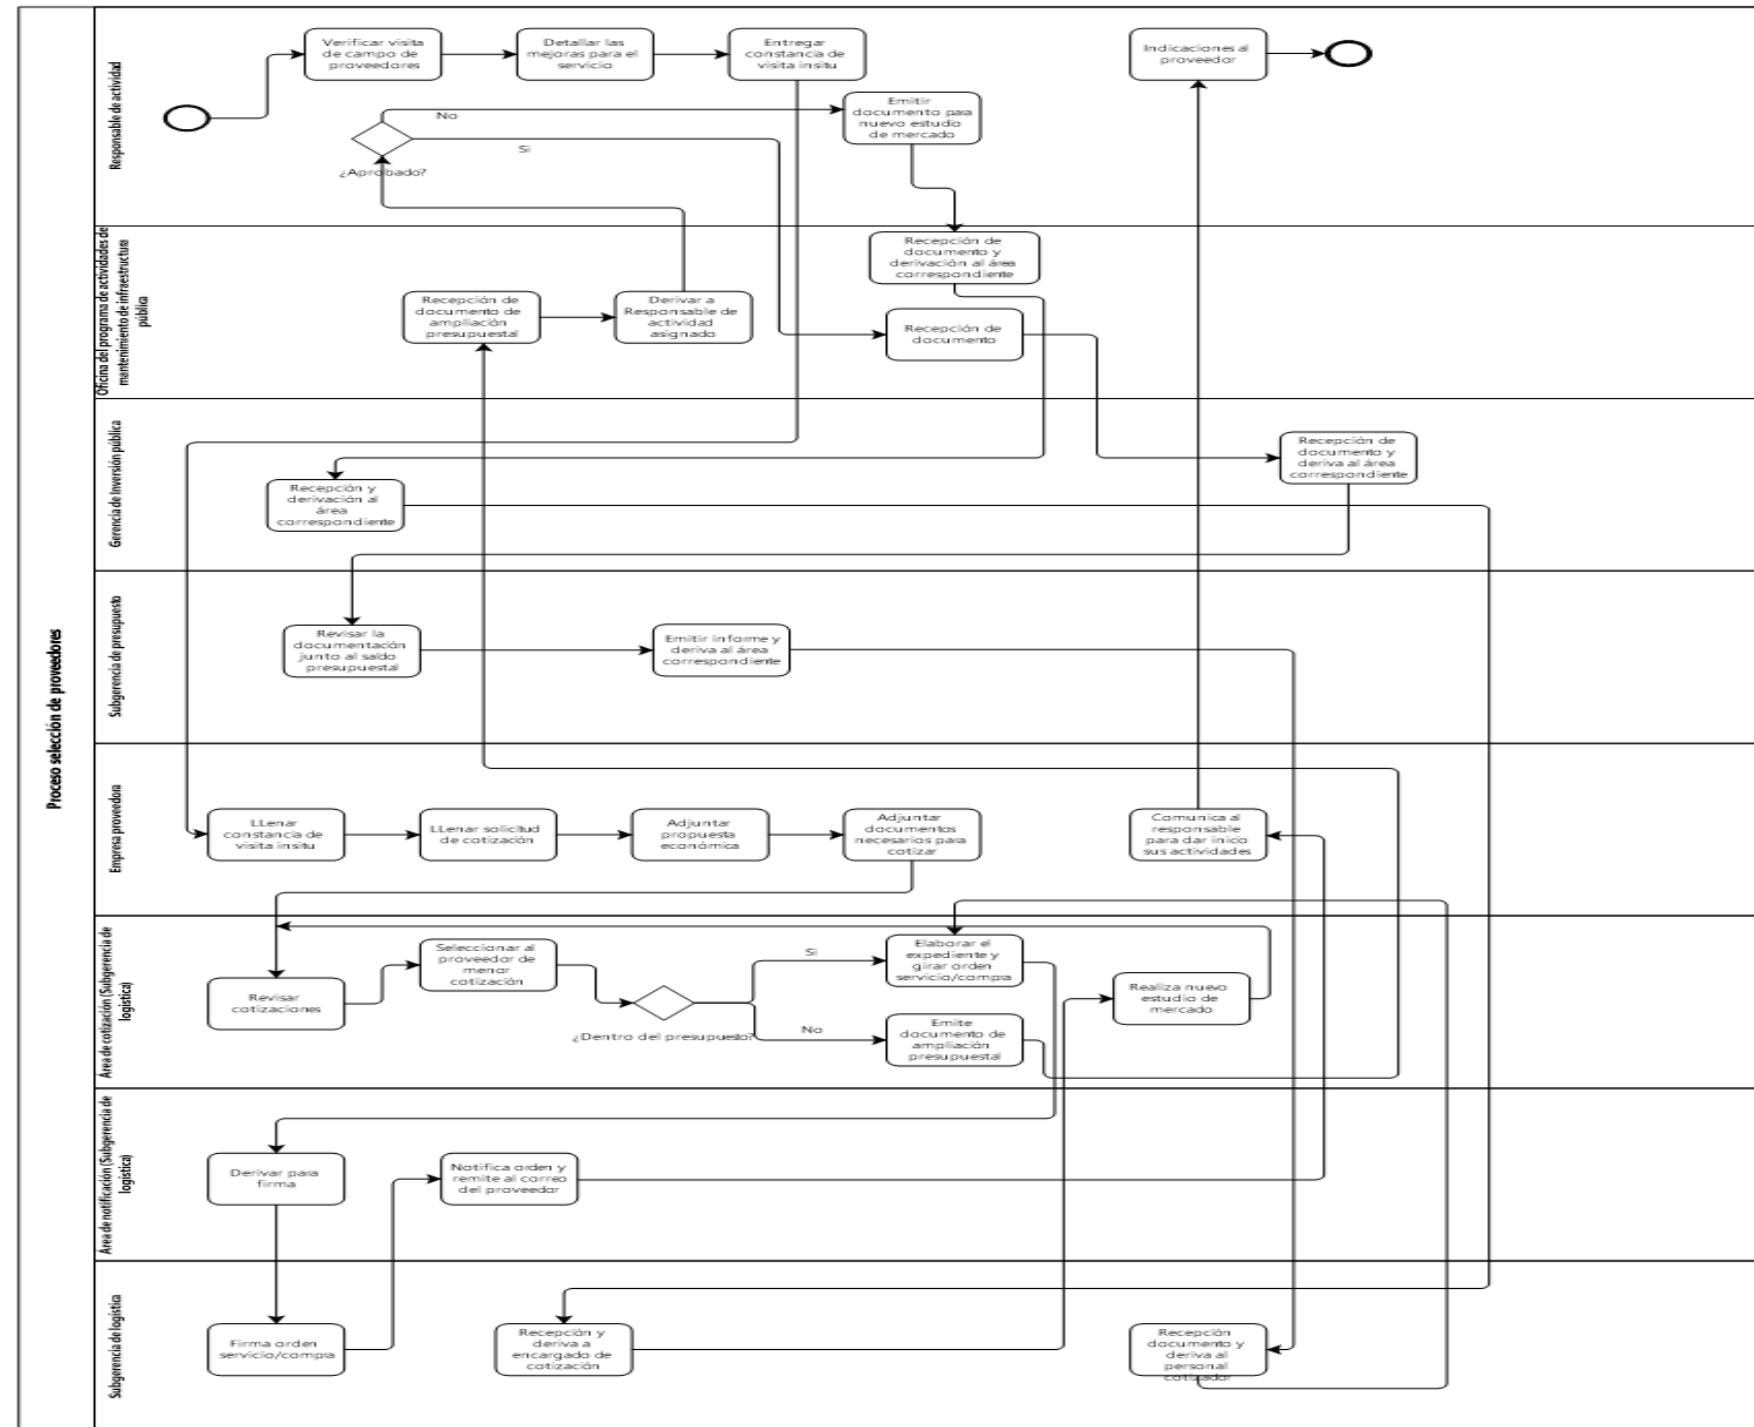 Proceso selección de proveedores
Responsable de actividad
Verificar visita
de campo de
proveedores
Detallar las
mejoras para el
servicio
Entregar
constancia de
visita insitu
Indicaciones al
proveedor
Emitir
documento para
nuevo estudio
de mercado
No
Si
¿Aprobado?
Oficina del programa de actividades de
mantenimiento de infraestructura
pública
Recepción de
documento y
derivación al área
correspondiente
Recepción de
documento de
ampliación
presupuestal
Derivar a
Responsable de
actividad
asignado
Recepción de
documento
Gerencia de Inversión pública
Recepción de
documento y
deriva al área
correspondiente
Recepción y
derivación al
área
correspondiente
Subgerencia de presupuesto
Revisar la
documentación
junto al saldo
presupuestal
Emitir informe y
deriva al área
correspondiente
Empresa proveedora
LLenar
constancia de
visita insitu
LLenar solicitud
de cotización
Adjuntar
propuesta
económica
Adjuntar
documentos
necesarios para
cotizar
Comunica al
responsable
para dar inicio
sus actividades
Area de cotización (Subgerencia de
logística)
Revisar
cotizaciones
Seleccionar al
proveedor de
menor
cotización
¿Dentro del presupuesto?
Si
No
Elaborar el
expediente y
girar orden
servicio/compra
Emite
documento de
ampliación
presupuestal
Realiza nuevo
estudio de
mercado
Area de notificación (Subgerencia de
logística)
Derivar para
firma
Notifica orden y
remite al correo
del proveedor
Subgerencia de logística
Firma orden
servicio/compra
Recepción y
deriva a
encargado de
cotización
Recepción
documento y
deriva al
personal
cotizador